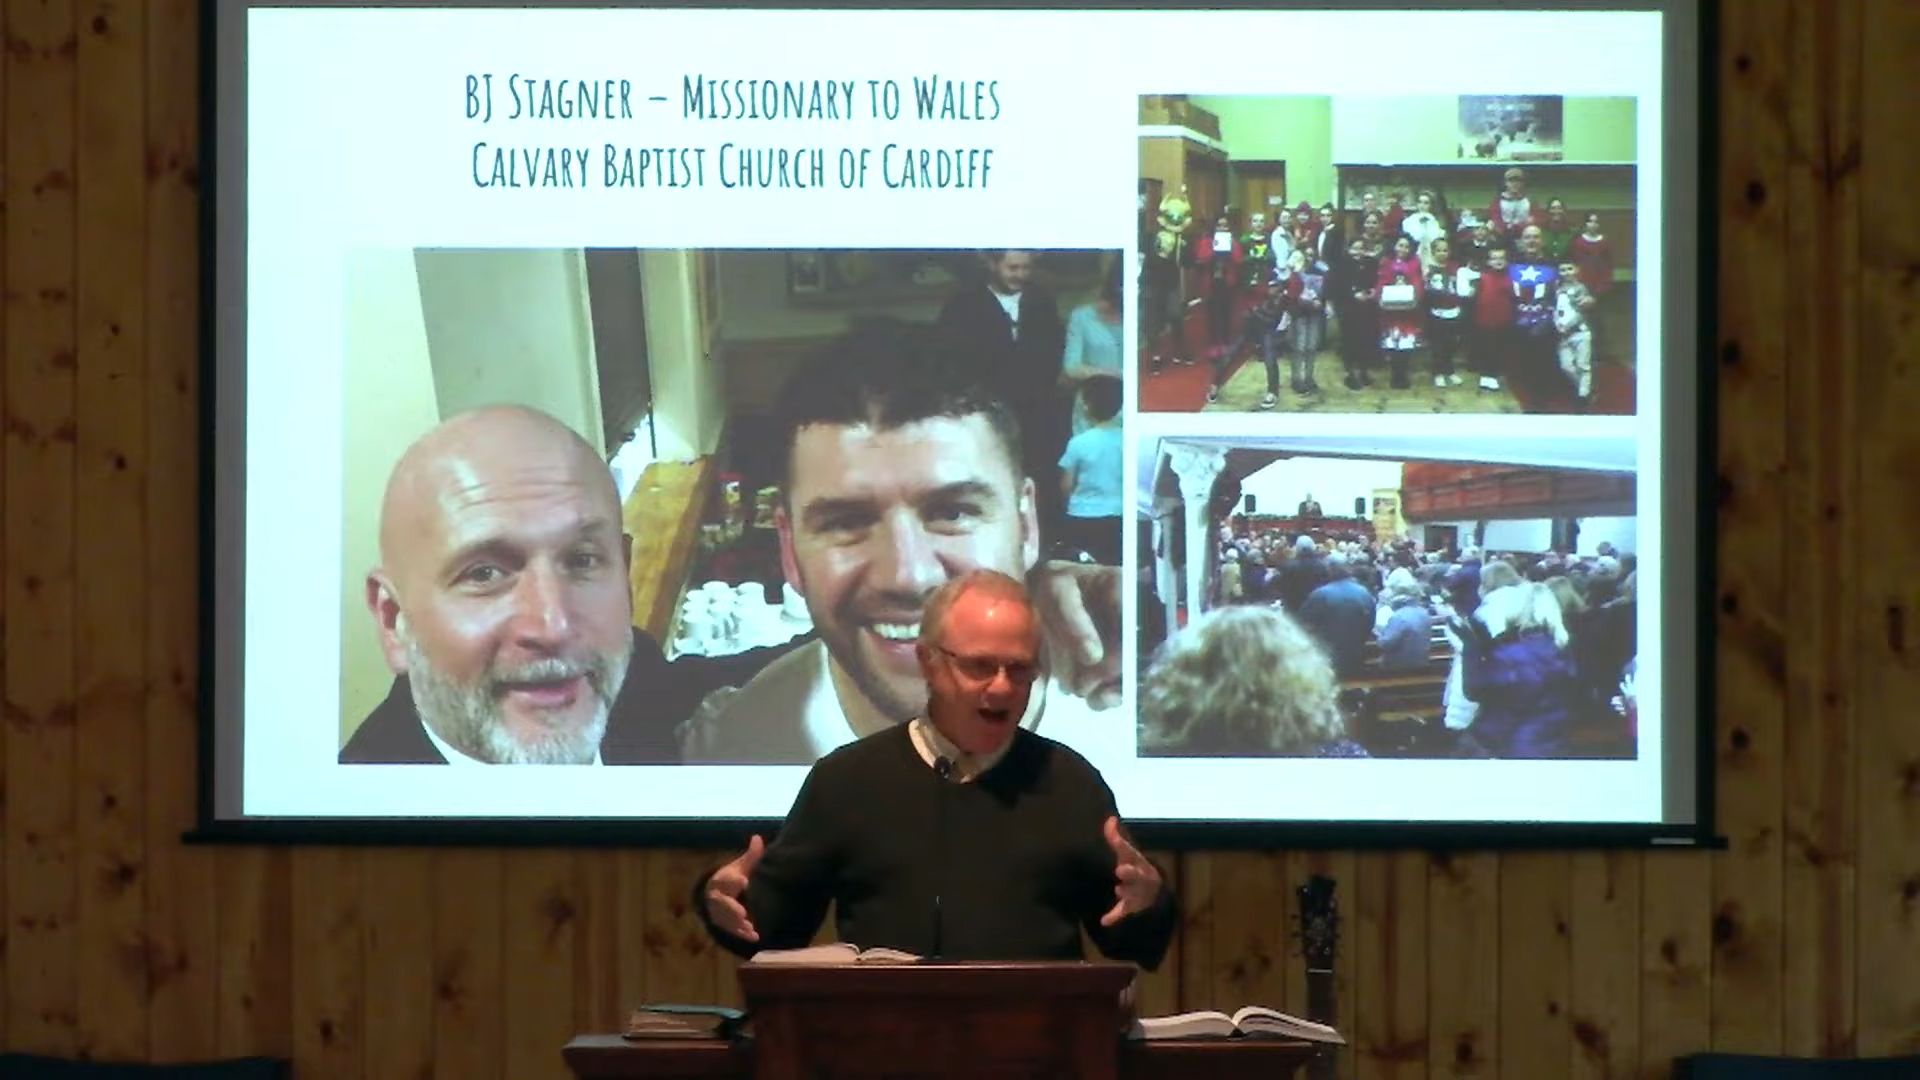 BJ Stagner – Missionary to Wales
Calvary Baptist Church of Cardiff